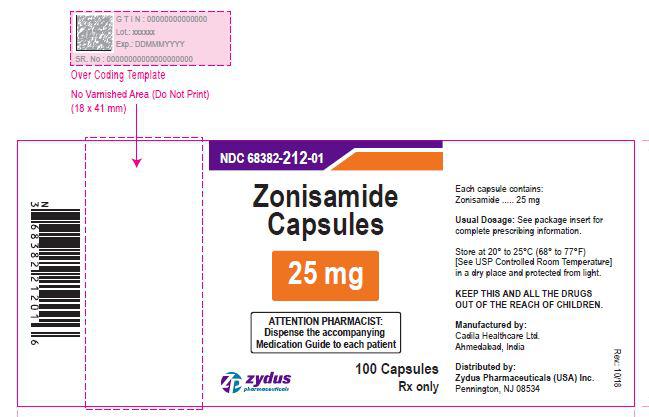 G T I N : 0000000000000
Lot.: xxxxxx
Exp.: DDMMMYYYY
SR. No : 00000000000000000000
Over Coding Template
No Varnished Area (Do Not Print)
(18 x 41 mm)
N
3 68382 21201 6
NDC 68382-212-01
Zonisamide
Capsules
25 mg
ATTENTION PHARMACIST:
Dispense the accompanying
Medication Guide to each patient
zydus
pharmaceuticals
100 Capsules
Rx only
Each capsule contains:
Zonisamide ..... 25 mg
Usual Dosage: See package insert for
complete prescribing information.
Store at 20° to 25°C (68° to 77°F)
[See USP Controlled Room Temperature]
in a dry place and protected from light.
KEEP THIS AND ALL THE DRUGS
OUT OF THE REACH OF CHILDREN.
Manufactured by:
Cadila Healthcare Ltd.
Ahmedabad, India
Distributed by:
Zydus Pharmaceuticals (USA) Inc.
Pennington, NJ 08534
Rev.: 10/18